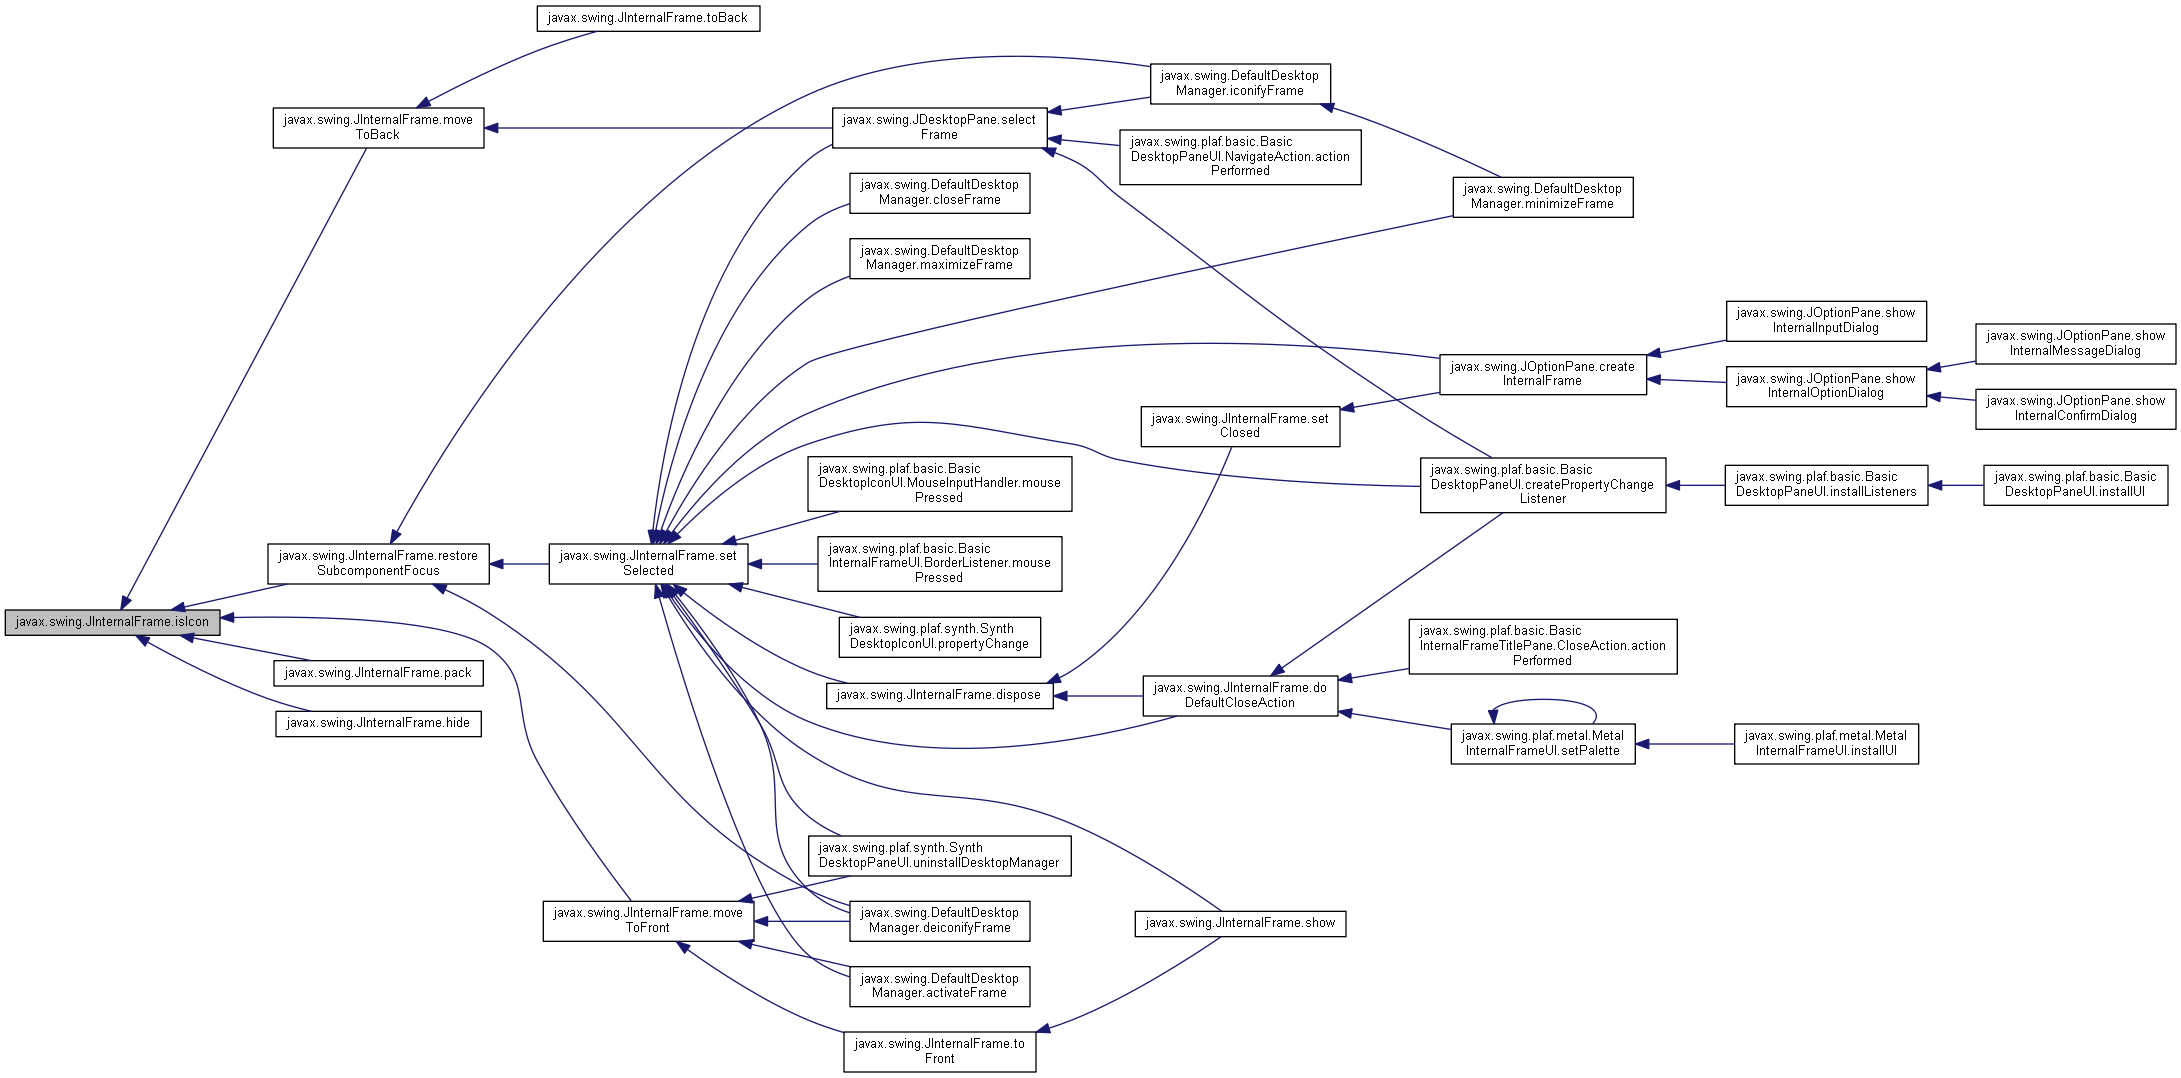 javax.swing.JInternalFrame.toBack
javax.swing.JInternalFrame.move
ToBack
javax.swing.JDesktopPane.select
Frame
javax.swing.DefaultDesktop
Manager.iconifyFrame
javax.swing.plaf.basic.Basic
DesktopPaneUI.NavigateAction.action
Performed
javax.swing.DefaultDesktop
Manager.closeFrame
javax.swing.DefaultDesktop
Manager.minimizeFrame
javax.swing.DefaultDesktop
Manager.maximizeFrame
javax.swing.JOptionPane.show
InternalInputDialog
javax.swing.JOptionPane.show
InternalMessageDialog
javax.swing.JOptionPane.create
InternalFrame
javax.swing.JOptionPane.show
InternalOptionDialog
javax.swing.JOptionPane.show
InternalConfirmDialog
javax.swing.JInternalFrame.set
Closed
javax.swing.plaf.basic.Basic
DesktopIconUI.MouseInputHandler.mouse
Pressed
javax.swing.plaf.basic.Basic
DesktopPaneUI.createPropertyChange
Listener
javax.swing.plaf.basic.Basic
DesktopPaneUI.installListeners
javax.swing.plaf.basic.Basic
DesktopPaneUI.installUI
javax.swing.JInternalFrame.restore
SubcomponentFocus
javax.swing.JInternalFrame.set
Selected
javax.swing.plaf.basic.Basic
InternalFrameUI.BorderListener.mouse
Pressed
javax.swing.JInternalFrame.isIcon
javax.swing.plaf.synth.Synth
DesktopIconUI.propertyChange
javax.swing.plaf.basic.Basic
InternalFrameTitlePane.CloseAction.action
Performed
javax.swing.JInternalFrame.pack
javax.swing.JInternalFrame.dispose
javax.swing.JInternalFrame.do
DefaultCloseAction
javax.swing.JInternalFrame.hide
javax.swing.plaf.metal.Metal
InternalFrameUI.setPalette
javax.swing.plaf.metal.Metal
InternalFrameUI.installUI
javax.swing.plaf.synth.Synth
DesktopPaneUI.uninstallDesktopManager
javax.swing.JInternalFrame.move
ToFront
javax.swing.DefaultDesktop
Manager.deiconifyFrame
javax.swing.JInternalFrame.show
javax.swing.DefaultDesktop
Manager.activateFrame
javax.swing.JInternalFrame.to
Front